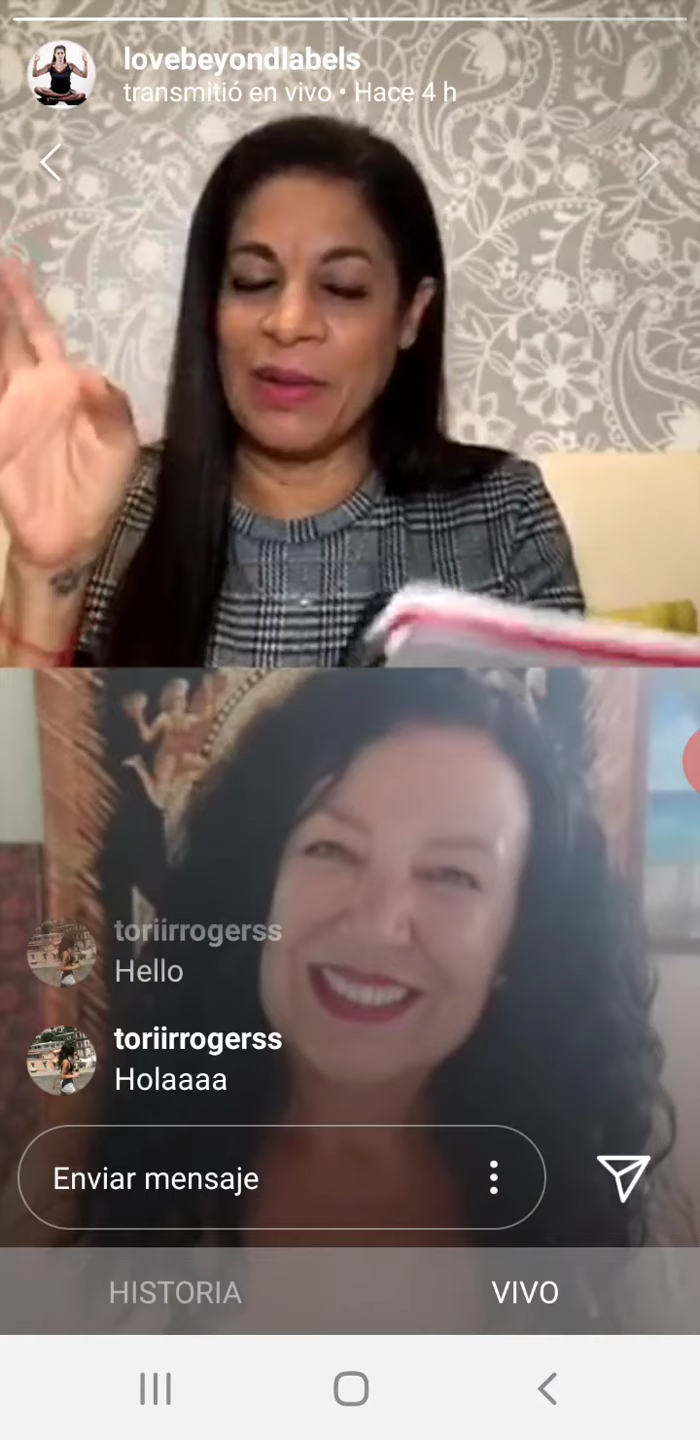 lovebeyondlabels
transmitió en vivo • Hace 4 h
toriirrogerss
Hello
toriirrogerss
Holaaaa
Enviar mensaje
HISTORIA
VIVO